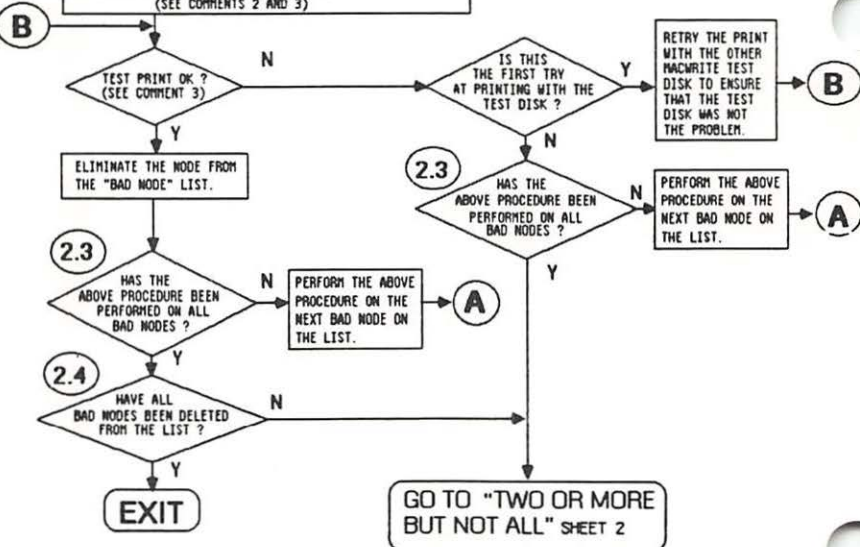 (SEE COMMENTS 2 AND 3)
B
TEST PRINT OK ?
(SEE COMMENT 3)
N
Y
IS THIS
THE FIRST TRY
AT PRINTING WITH THE
TEST DISK ?
Y
N
RETRY THE PRINT
WITH THE OTHER
MACWRITE TEST
DISK TO ENSURE
THAT THE TEST
DISK WAS NOT
THE PROBLEM.
B
ELIMINATE THE NODE FROM
THE "BAD NODE" LIST.
2.3
HAS THE
ABOVE PROCEDURE BEEN
PERFORMED ON ALL
BAD NODES ?
N
Y
PERFORM THE ABOVE
PROCEDURE ON THE
NEXT BAD NODE ON
THE LIST.
A
2.3
HAS THE
ABOVE PROCEDURE BEEN
PERFORMED ON ALL
BAD NODES ?
N
Y
PERFORM THE ABOVE
PROCEDURE ON THE
NEXT BAD NODE ON
THE LIST.
A
2.4
HAVE ALL
BAD NODES BEEN DELETED
FROM THE LIST ?
N
Y
EXIT
GO TO "TWO OR MORE
BUT NOT ALL" SHEET 2